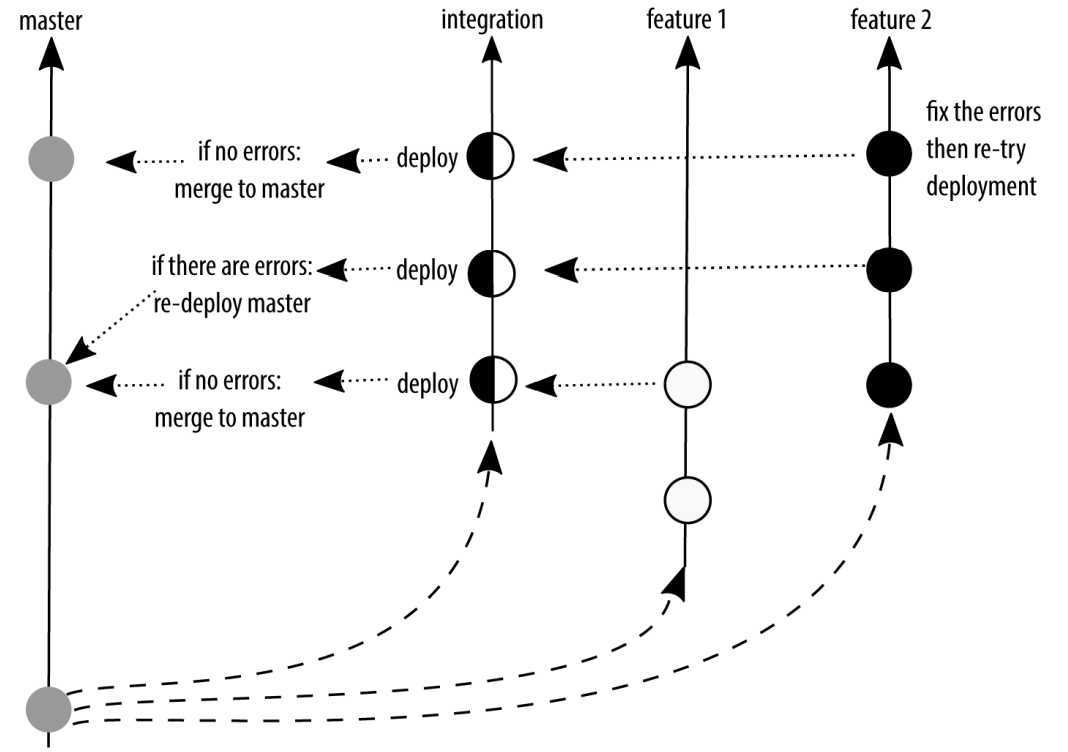 master
integration
feature 1
feature 2
fix the errors
then re-try
deployment
if no errors:
merge to master
deploy
if there are errors:
re-deploy master
deploy
if no errors:
merge to master
deploy